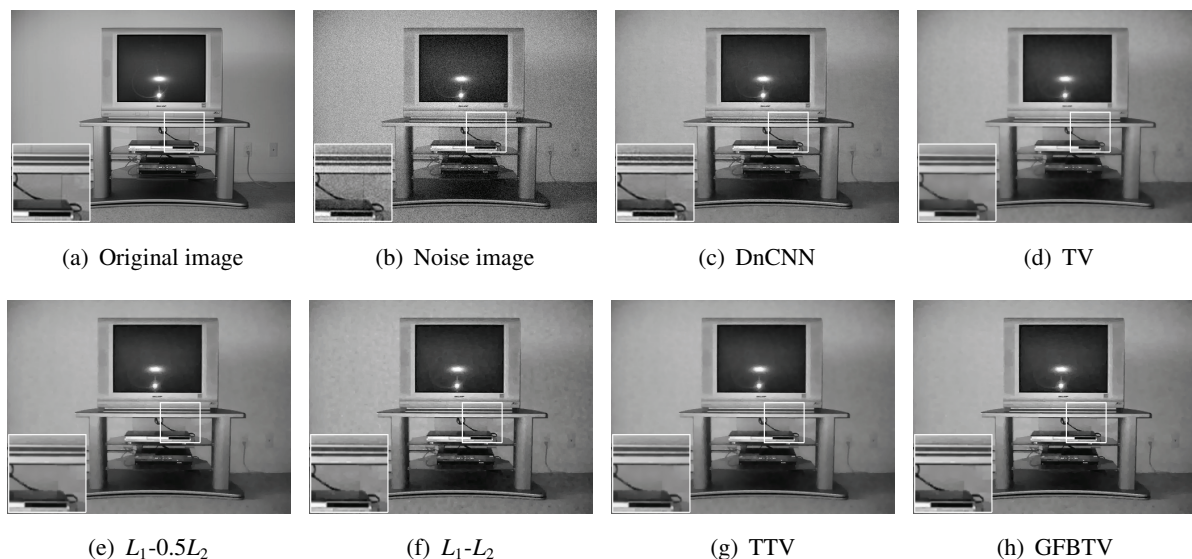 (a) Original image
(b) Noise image
(c) DnCNN
(d) TV
(e) L₁-0.5L₂
(f) L₁-L₂
(g) TTV
(h) GFBTV